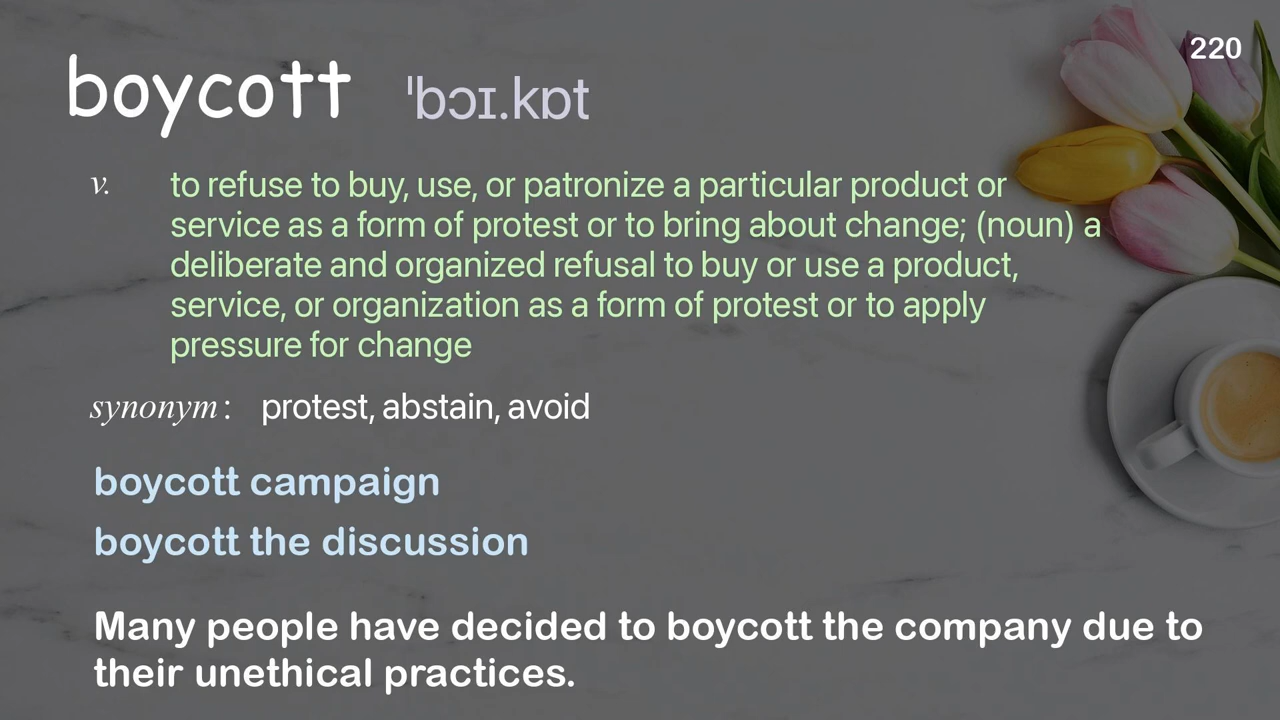 220
boycott ˈbɔɪ.kɒt
v. to refuse to buy, use, or patronize a particular product or
service as a form of protest or to bring about change; (noun) a
deliberate and organized refusal to buy or use a product,
service, or organization as a form of protest or to apply
pressure for change
synonym: protest, abstain, avoid
boycott campaign
boycott the discussion
Many people have decided to boycott the company due to
their unethical practices.